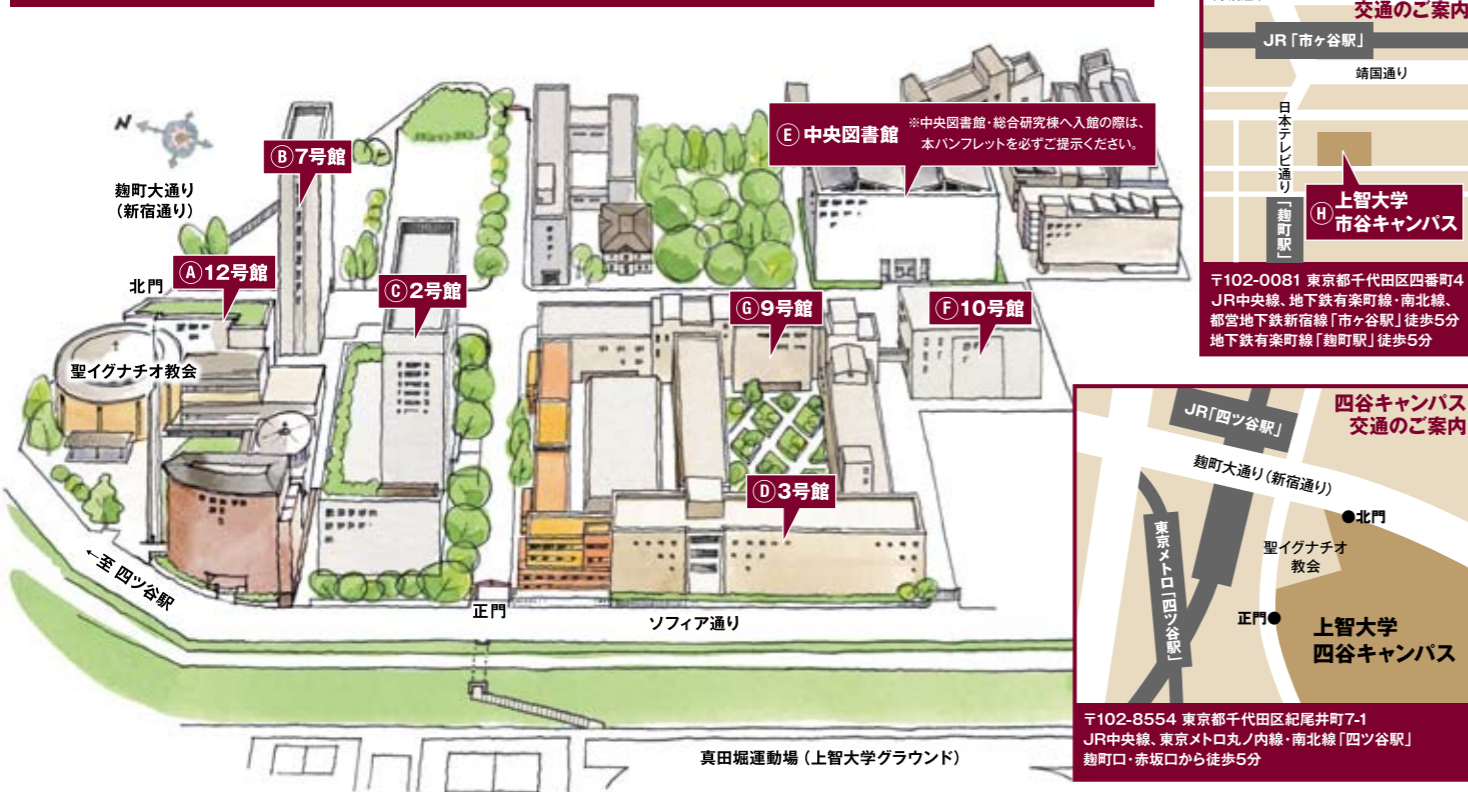 N
麹町大通り
（新宿通り）
Ⓑ7号館
北門
Ⓐ12号館
聖イグナチオ教会
Ⓒ2号館
Ⓔ中央図書館
※中央図書館・総合研究棟へ入館の際は、
本パンフレットを必ずご提示ください。
Ⓖ9号館
Ⓕ10号館
Ⓓ3号館
←至 四ツ谷駅
正門
ソフィア通り
真田堀運動場（上智大学グラウンド）
交通のご案内
JR「市ヶ谷駅」
靖国通り
日本テレビ通り
「麹町駅」
Ⓗ上智大学
市谷キャンパス
〒102-0081 東京都千代田区四番町4
JR中央線、地下鉄有楽町線・南北線、
都営地下鉄新宿線「市ヶ谷駅」徒歩5分
地下鉄有楽町線「麹町駅」徒歩5分
四谷キャンパス
交通のご案内
JR「四ツ谷駅」
麹町大通り（新宿通り）
●北門
東京メトロ「四ツ谷駅」
聖イグナチオ
教会
正門●
上智大学
四谷キャンパス
〒102-8554 東京都千代田区紀尾井町7-1
JR中央線、東京メトロ丸ノ内線・南北線「四ツ谷駅」
麹町口・赤坂口から徒歩5分